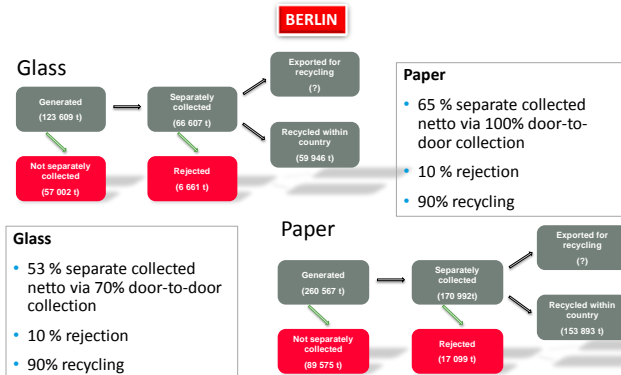 BERLIN
Glass
Generated
(123 609 t)
Separately
collected
(66 607 t)
Exported for
recycling
(?)
Recycled within
country
(59 946 t)
Not separately
collected
(57 002 t)
Rejected
(6 661 t)
Paper
• 65 % separate collected
netto via 100% door-to-
door collection
• 10 % rejection
• 90% recycling
Glass
• 53 % separate collected
netto via 70% door-to-door
collection
• 10 % rejection
• 90% recycling
Paper
Generated
(260 567 t)
Separately
collected
(170 992t)
Exported for
recycling
(?)
Recycled within
country
(153 893 t)
Not separately
collected
(89 575 t)
Rejected
(17 099 t)